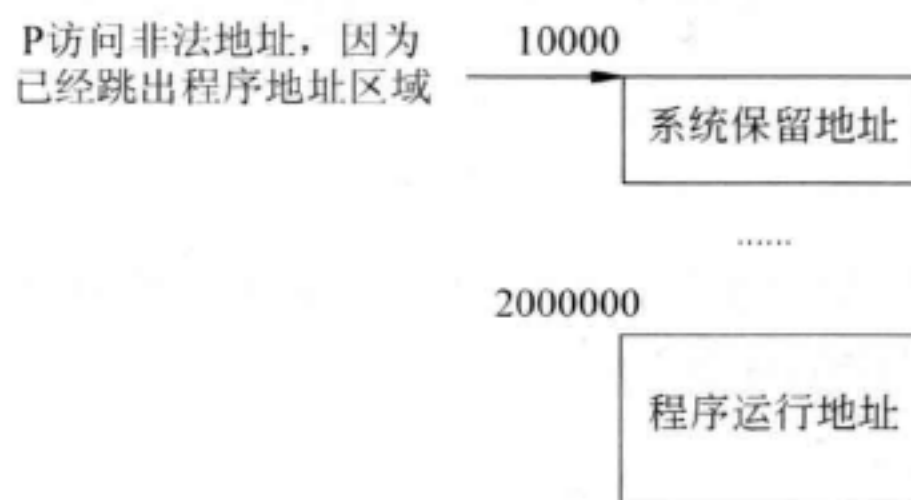 P访问非法地址，因为
已经跳出程序地址区域
10000
系统保留地址
……
2000000
程序运行地址